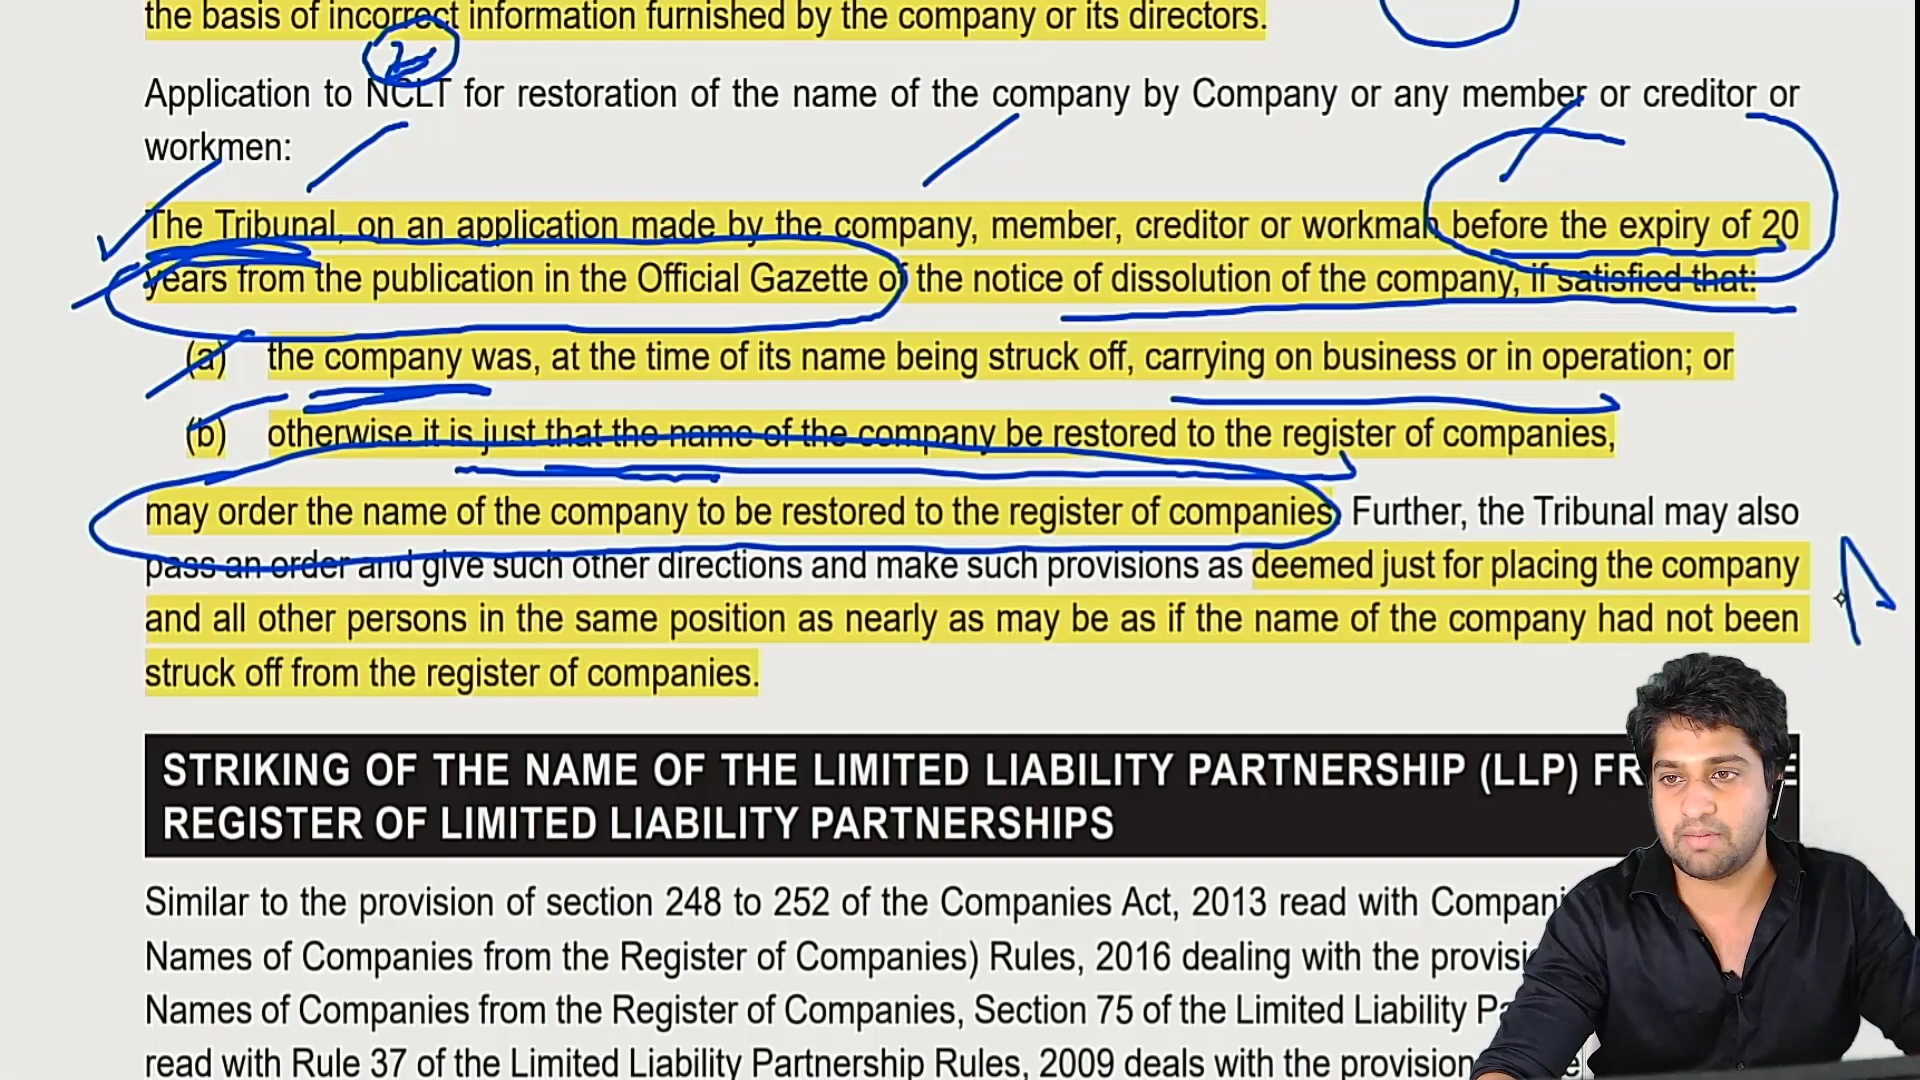 the basis of incorrect information furnished by the company or its directors.
Application to NCLT for restoration of the name of the company by Company or any member or creditor or
workmen:
The Tribunal, on an application made by the company, member, creditor or workman before the expiry of 20
years from the publication in the Official Gazette of the notice of dissolution of the company, if satisfied that:
(a) the company was, at the time of its name being struck off, carrying on business or in operation; or
(b) otherwise it is just that the name of the company be restored to the register of companies,
may order the name of the company to be restored to the register of companies. Further, the Tribunal may also
pass an order and give such other directions and make such provisions as deemed just for placing the company
and all other persons in the same position as nearly as may be as if the name of the company had not been
struck off from the register of companies.
STRIKING OF THE NAME OF THE LIMITED LIABILITY PARTNERSHIP (LLP)
REGISTER OF LIMITED LIABILITY PARTNERSHIPS
Similar to the provision of section 248 to 252 of the Companies Act, 2013 read with
Names of Companies from the Register of Companies) Rules, 2016 dealing with the
Names of Companies from the Register of Companies, Section 75 of the Limited Liability
read with Rule 37 of the Limited Liability Partnership Rules, 2009 deals with the provision